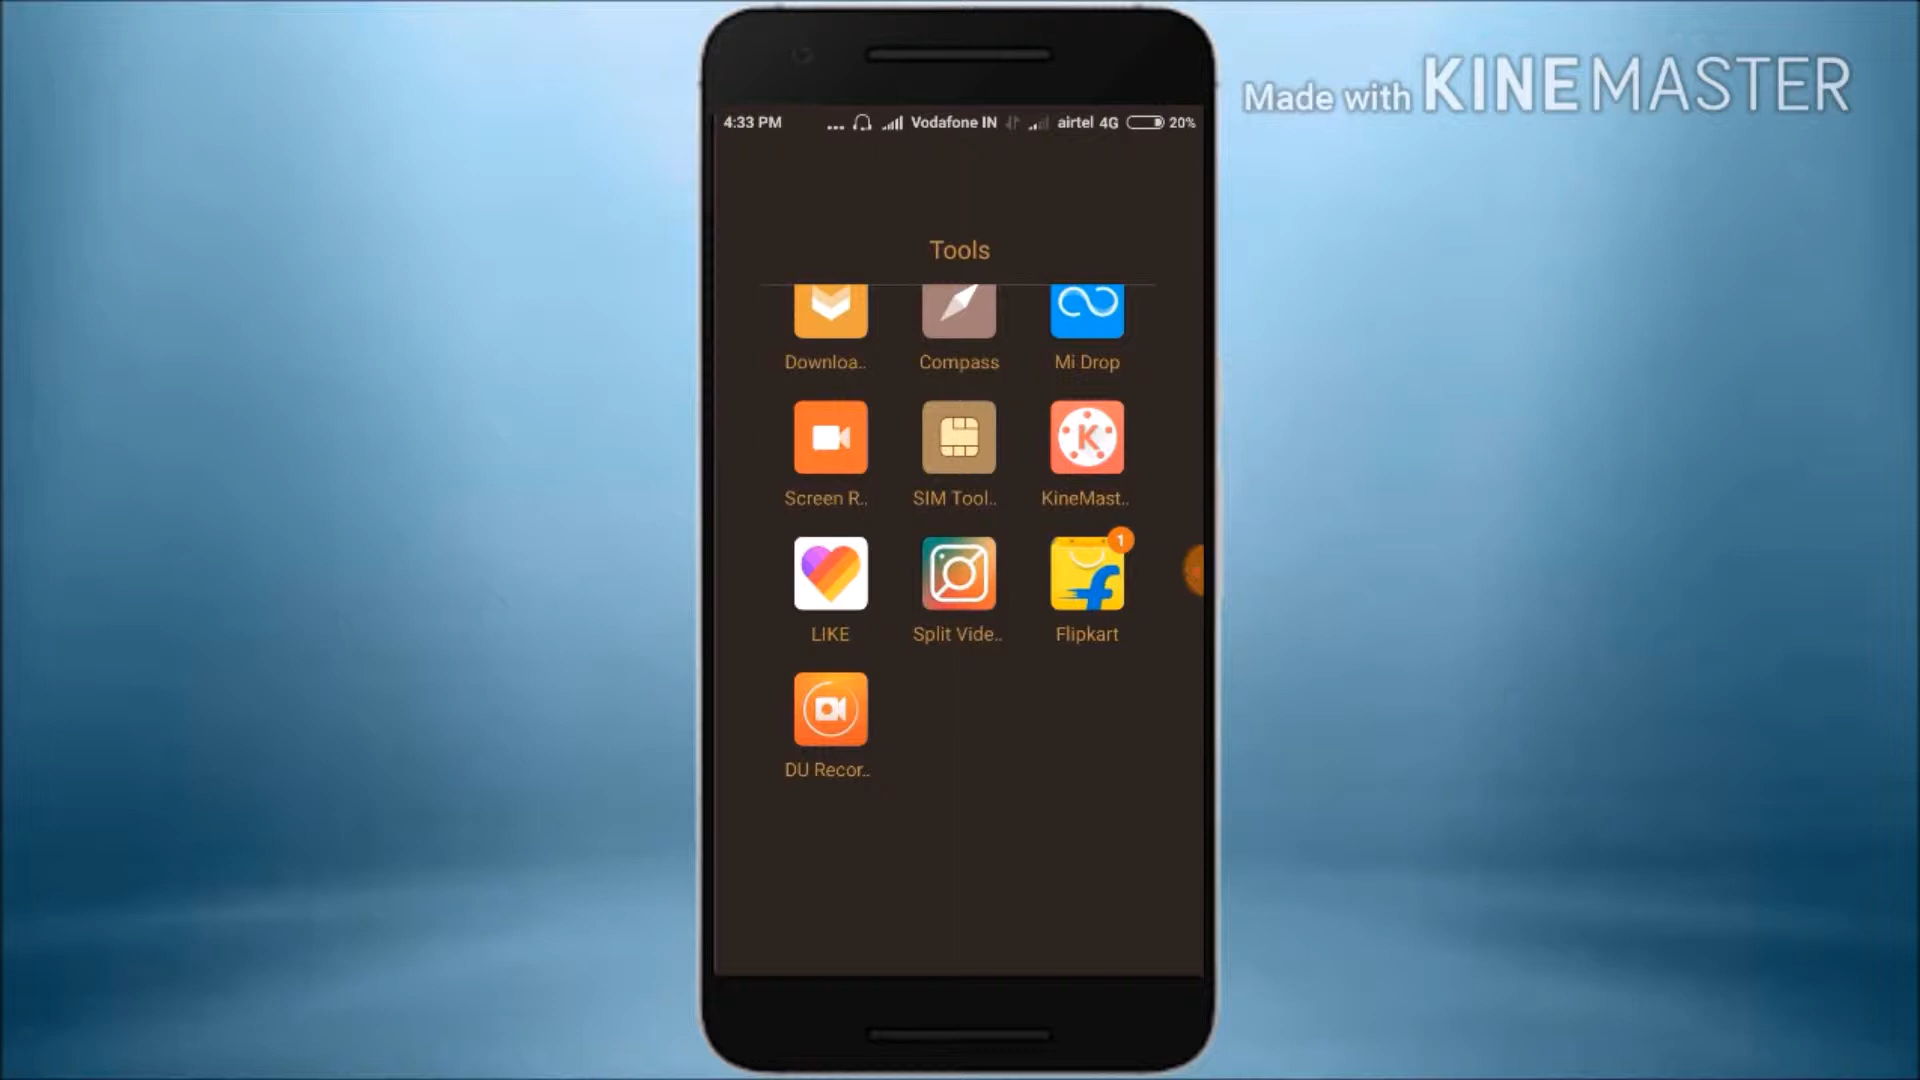 Made with KINEMASTER
4:33 PM ... Vodafone IN airtel 4G 20%
Tools
Downloa.. Compass Mi Drop
Screen R.. SIM Tool.. KineMast..
K
1
LIKE Split Vide.. Flipkart
DU Recor..